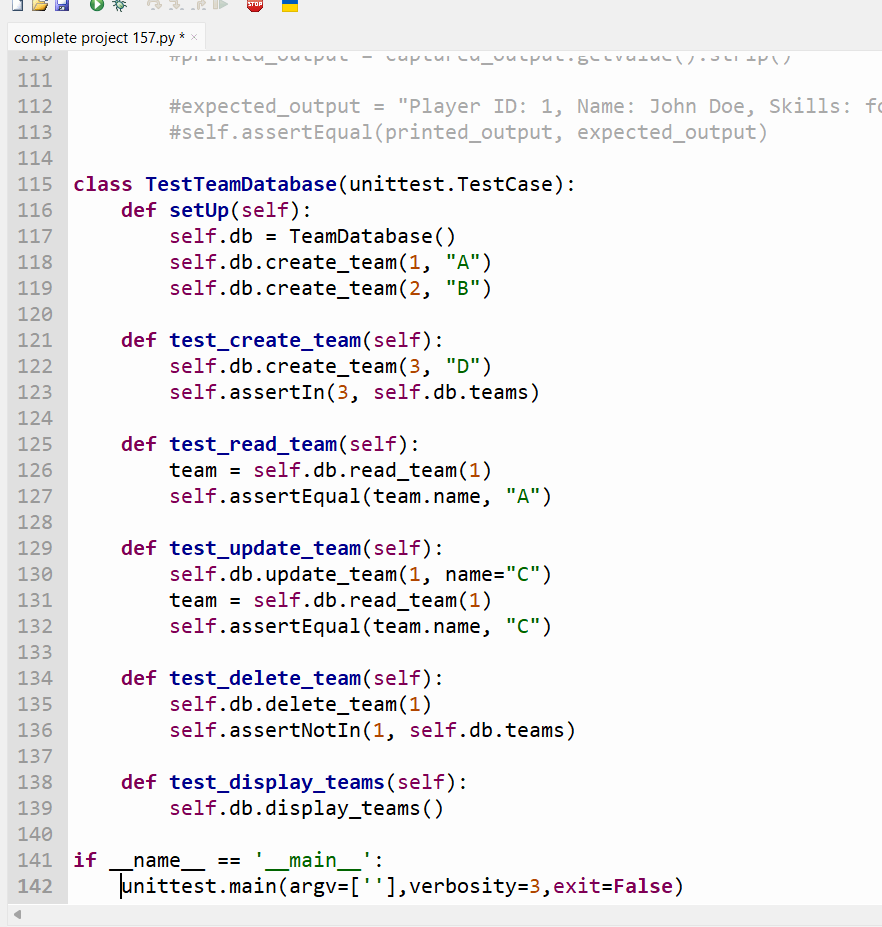 STOP
complete project 157.py * ×
110         #printed_output = captured_output.getvalue().strip()
111
112         #expected_output = "Player ID: 1, Name: John Doe, Skills: fo
113         #self.assertEqual(printed_output, expected_output)
114
115 class TestTeamDatabase(unittest.TestCase):
116     def setUp(self):
117         self.db = TeamDatabase()
118         self.db.create_team(1, "A")
119         self.db.create_team(2, "B")
120
121     def test_create_team(self):
122         self.db.create_team(3, "D")
123         self.assertIn(3, self.db.teams)
124
125     def test_read_team(self):
126         team = self.db.read_team(1)
127         self.assertEqual(team.name, "A")
128
129     def test_update_team(self):
130         self.db.update_team(1, name="C")
131         team = self.db.read_team(1)
132         self.assertEqual(team.name, "C")
133
134     def test_delete_team(self):
135         self.db.delete_team(1)
136         self.assertNotIn(1, self.db.teams)
137
138     def test_display_teams(self):
139         self.db.display_teams()
140
141 if __name__ == '__main__':
142     unittest.main(argv=[''],verbosity=3,exit=False)